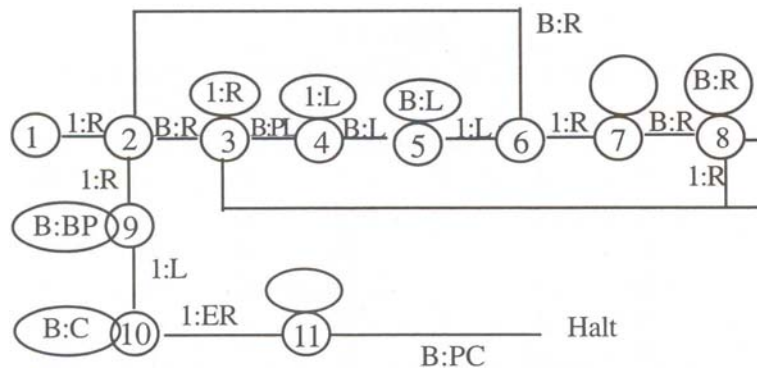 B:R
1:R 1:L B:L B:R
1 1:R 2 B:R 3 B:PL 4 B:L 5 1:L 6 1:R 7 B:R 8
1:R 1:R
B:BP 9
1:L
B:C 10 1:ER 11 Halt
B:PC